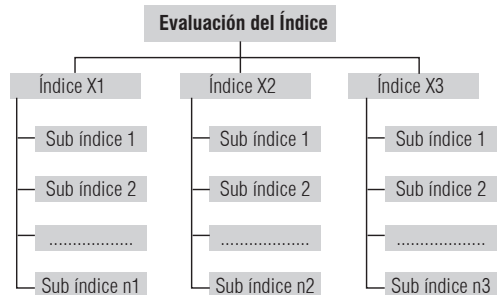 Evaluación del Índice
Índice X1
Sub índice 1
Sub índice 2
..................
Sub índice n1
Índice X2
Sub índice 1
Sub índice 2
...................
Sub índice n2
Índice X3
Sub índice 1
Sub índice 2
...................
Sub índice n3